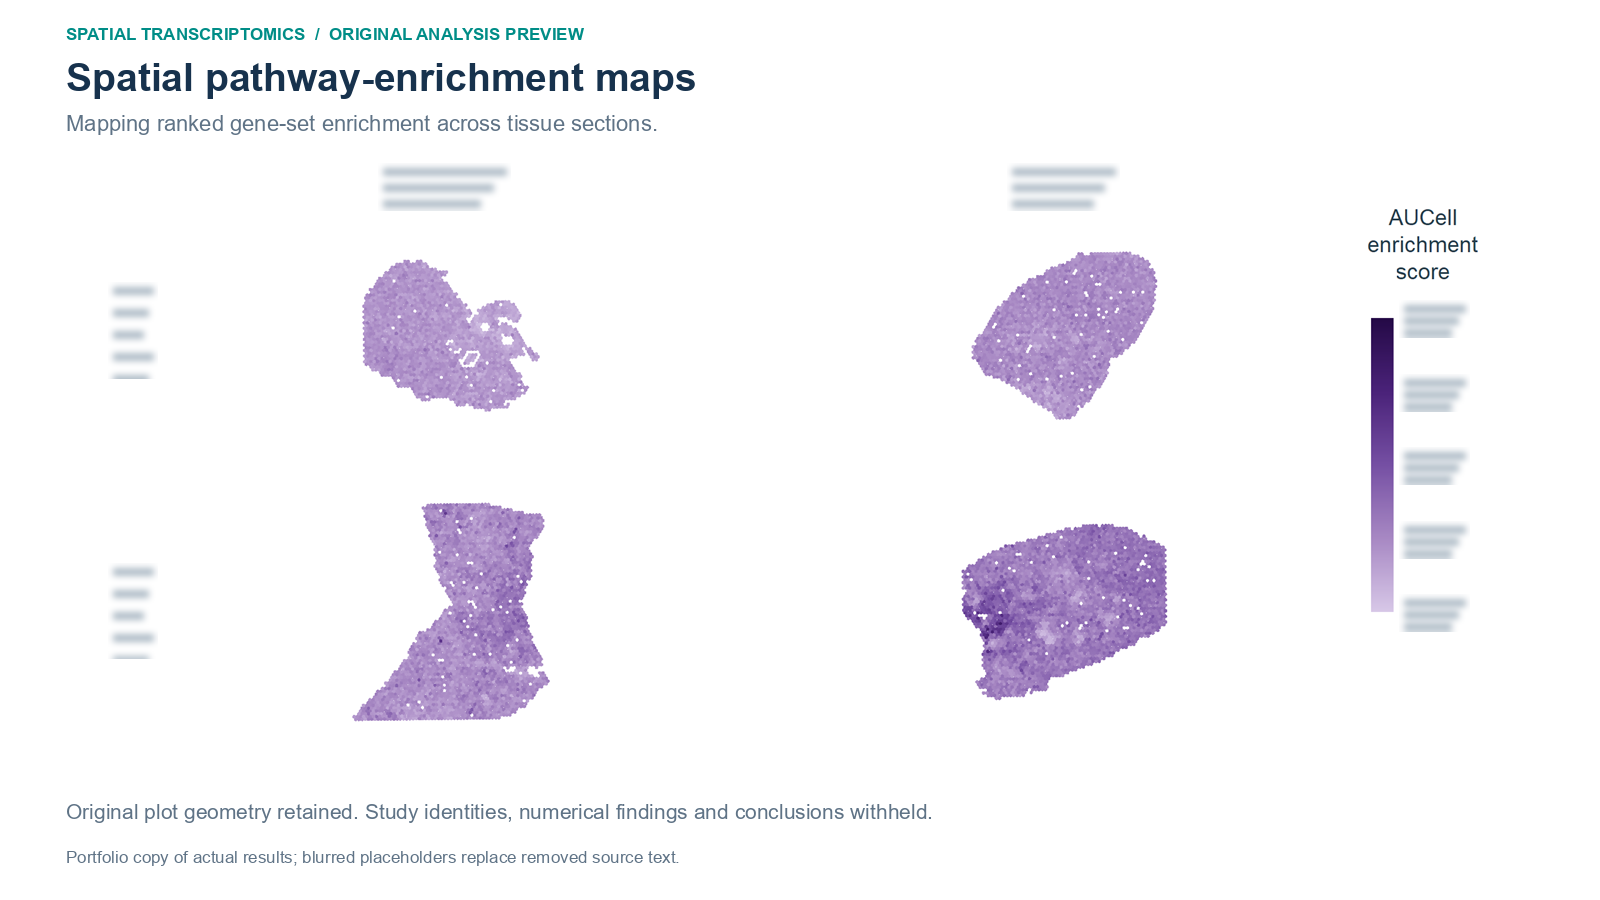 SPATIAL TRANSCRIPTOMICS / ORIGINAL ANALYSIS PREVIEW
Spatial pathway-enrichment maps
Mapping ranked gene-set enrichment across tissue sections.
AUCell
enrichment
score
Original plot geometry retained. Study identities, numerical findings and conclusions withheld.
Portfolio copy of actual results; blurred placeholders replace removed source text.